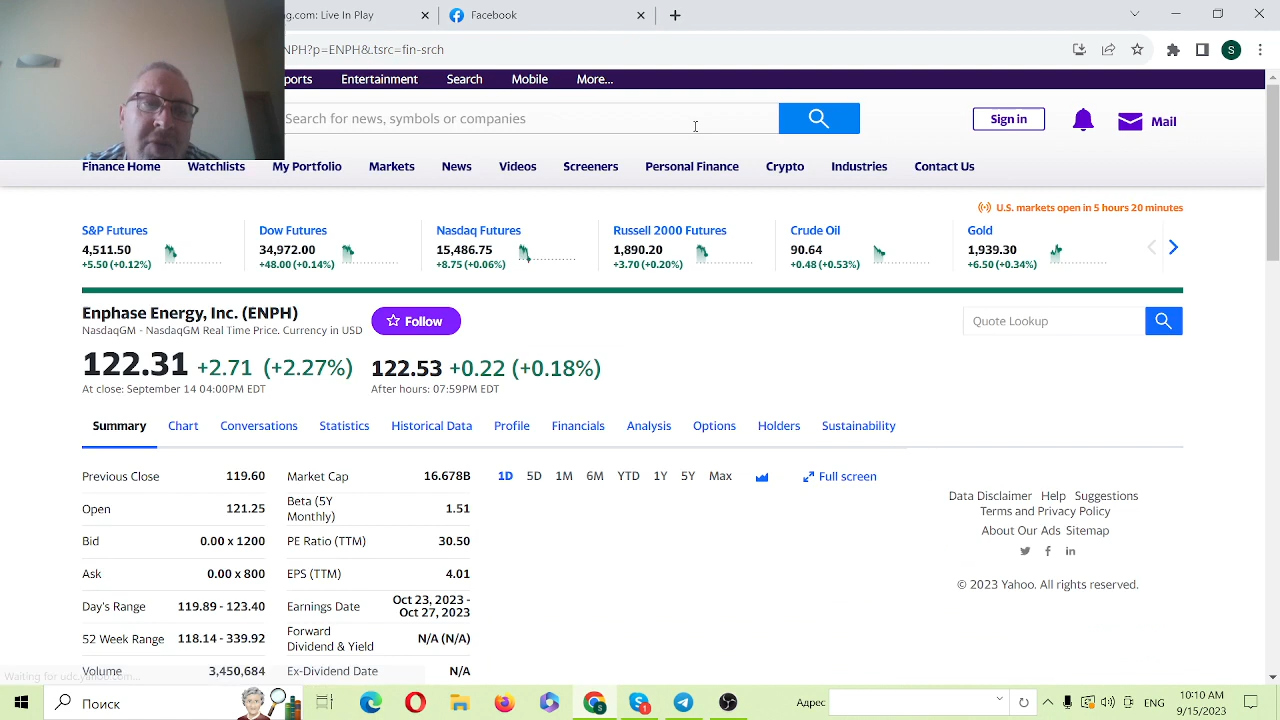 ng.com: Live In Play
Facebook
NPH?p=ENPH&.tsrc=fin-srch
S
ports Entertainment Search Mobile More...
Search for news, symbols or companies
Sign in
Mail
Finance Home Watchlists My Portfolio Markets News Videos Screeners Personal Finance Crypto Industries Contact Us
U.S. markets open in 5 hours 20 minutes
S&P Futures Dow Futures Nasdaq Futures Russell 2000 Futures Crude Oil Gold
4,511.50 34,972.00 15,486.75 1,890.20 90.64 1,939.30
+5.50 (+0.12%) +48.00 (+0.14%) +8.75 (+0.06%) +3.70 (+0.20%) +0.48 (+0.53%) +6.50 (+0.34%)
Enphase Energy, Inc. (ENPH)
Follow
Quote Lookup
NasdaqGM - NasdaqGM Real Time Price. Currency in USD
122.31 +2.71 (+2.27%) 122.53 +0.22 (+0.18%)
At close: September 14 04:00PM EDT After hours: 07:59PM EDT
Summary Chart Conversations Statistics Historical Data Profile Financials Analysis Options Holders Sustainability
Previous Close 119.60
Open 121.25
Bid 0.00 x 1200
Ask 0.00 x 800
Day's Range 119.89 - 123.40
52 Week Range 118.14 - 339.92
Volume 3,450,684
Market Cap 16.678B
Beta (5Y
Monthly) 1.51
PE Ratio (TTM) 30.50
EPS (TTM) 4.01
Earnings Date Oct 23, 2023 -
Oct 27, 2023
Forward
Dividend & Yield N/A (N/A)
Ex-Dividend Date N/A
1D 5D 1M 6M YTD 1Y 5Y Max Full screen
Data Disclaimer Help Suggestions
Terms and Privacy Policy
About Our Ads Sitemap
© 2023 Yahoo. All rights reserved.
Waiting for udc.yahoo.com...
Поиск
S
1
Адрес
ENG
10:10 AM
9/15/2023